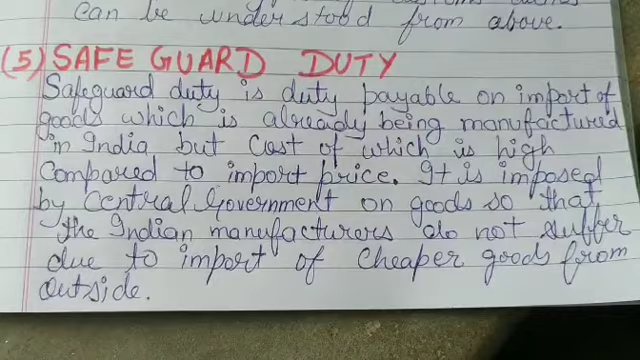 can be understood from above.
(5) SAFE GUARD DUTY
Safeguard duty is duty payable on import of
goods which is already being manufactured
in India but cost of which is high
compared to import price. It is imposed
by Central Government on goods so that
the Indian manufacturers do not suffer
due to import of cheaper goods from
outside.